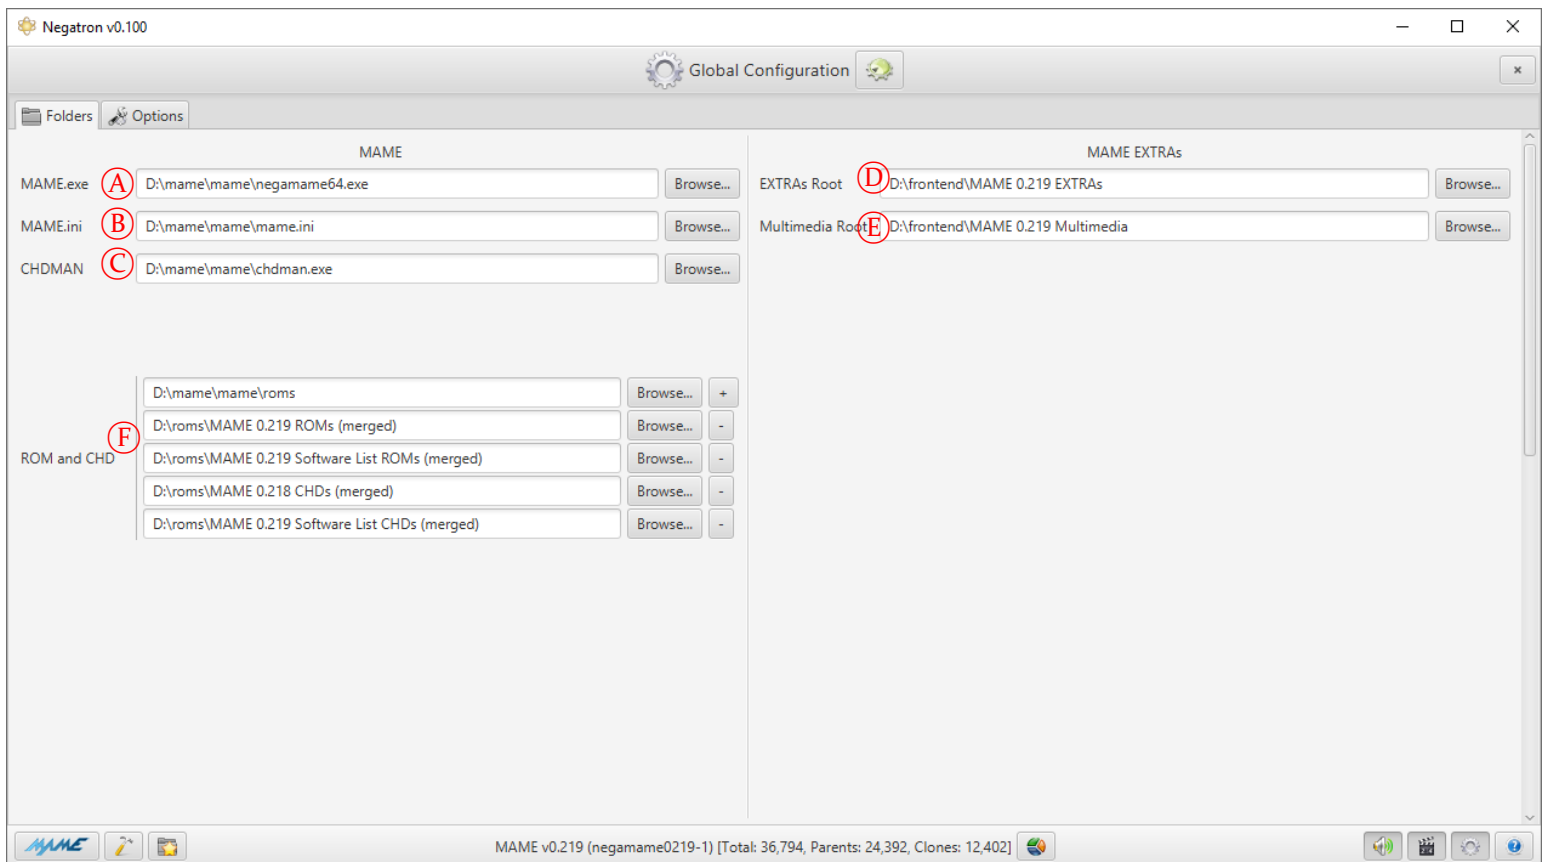 Negatron v0.100
Global Configuration
Folders
Options
MAME
MAME.exe
A
D:\mame\mame\negamame64.exe
Browse...
MAME.ini
B
D:\mame\mame\mame.ini
Browse...
CHDMAN
C
D:\mame\mame\chdman.exe
Browse...
ROM and CHD
F
D:\mame\mame\roms
Browse...
+
D:\roms\MAME 0.219 ROMs (merged)
Browse...
-
D:\roms\MAME 0.219 Software List ROMs (merged)
Browse...
-
D:\roms\MAME 0.218 CHDs (merged)
Browse...
-
D:\roms\MAME 0.219 Software List CHDs (merged)
Browse...
-
MAME EXTRAs
EXTRAs Root
D
D:\frontend\MAME 0.219 EXTRAs
Browse...
Multimedia Root
E
D:\frontend\MAME 0.219 Multimedia
Browse...
MAME
MAME v0.219 (negamame0219-1) [Total: 36,794, Parents: 24,392, Clones: 12,402]